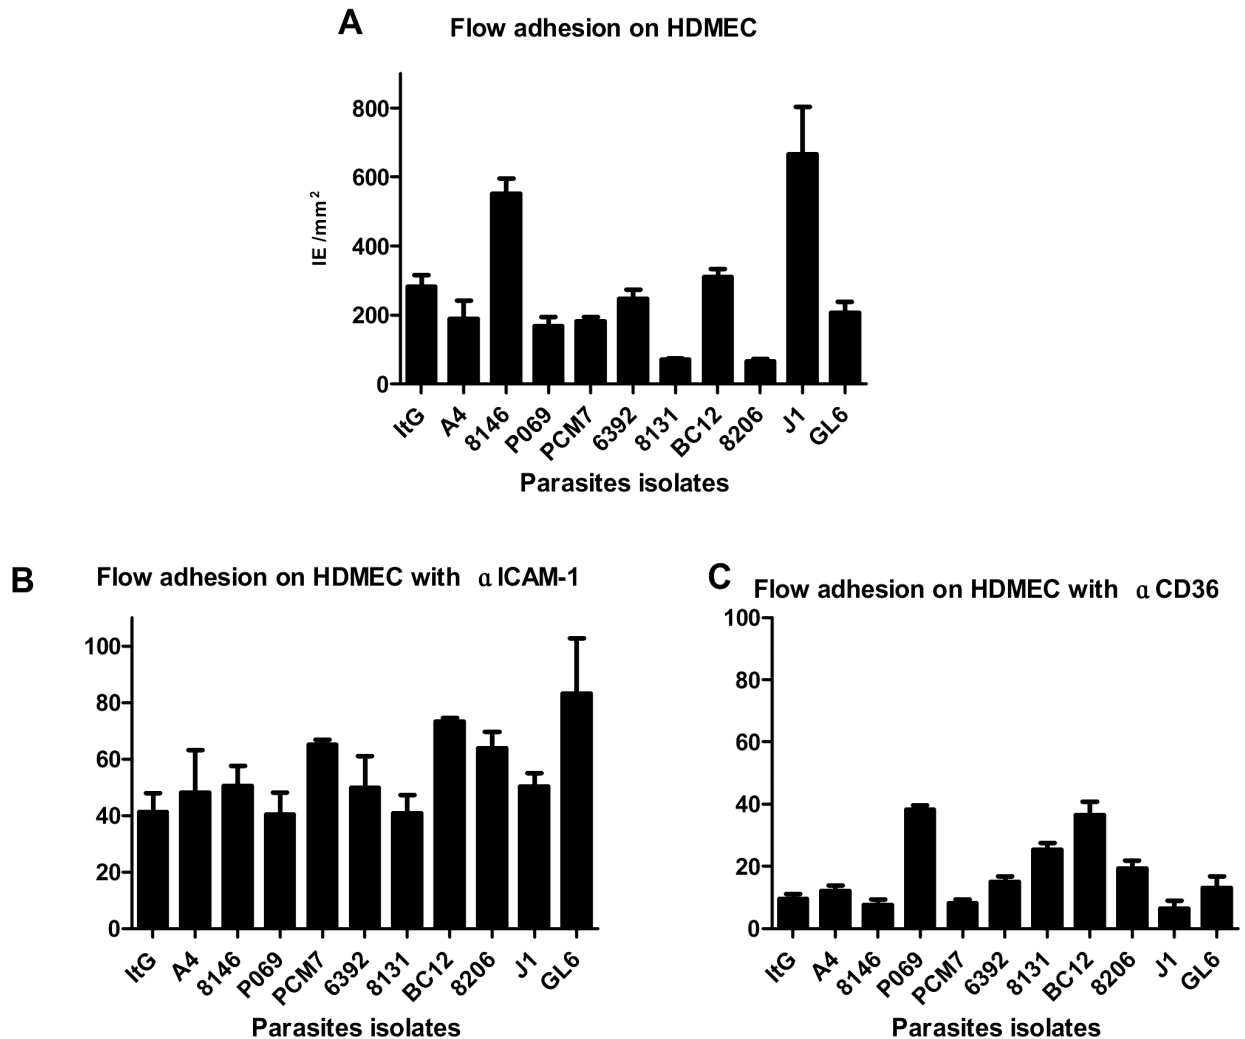 A
Flow adhesion on HDMEC
IE /mm²
800
600
400
200
0
ItG A4 8146 P069 PCM7 6392 8131 BC12 8206 J1 GL6
Parasites isolates
B
Flow adhesion on HDMEC with α ICAM-1
100
80
60
40
20
0
ItG A4 8146 P069 PCM7 6392 8131 BC12 8206 J1 GL6
Parasites isolates
C
Flow adhesion on HDMEC with α CD36
100
80
60
40
20
0
ItG A4 8146 P069 PCM7 6392 8131 BC12 8206 J1 GL6
Parasites isolates